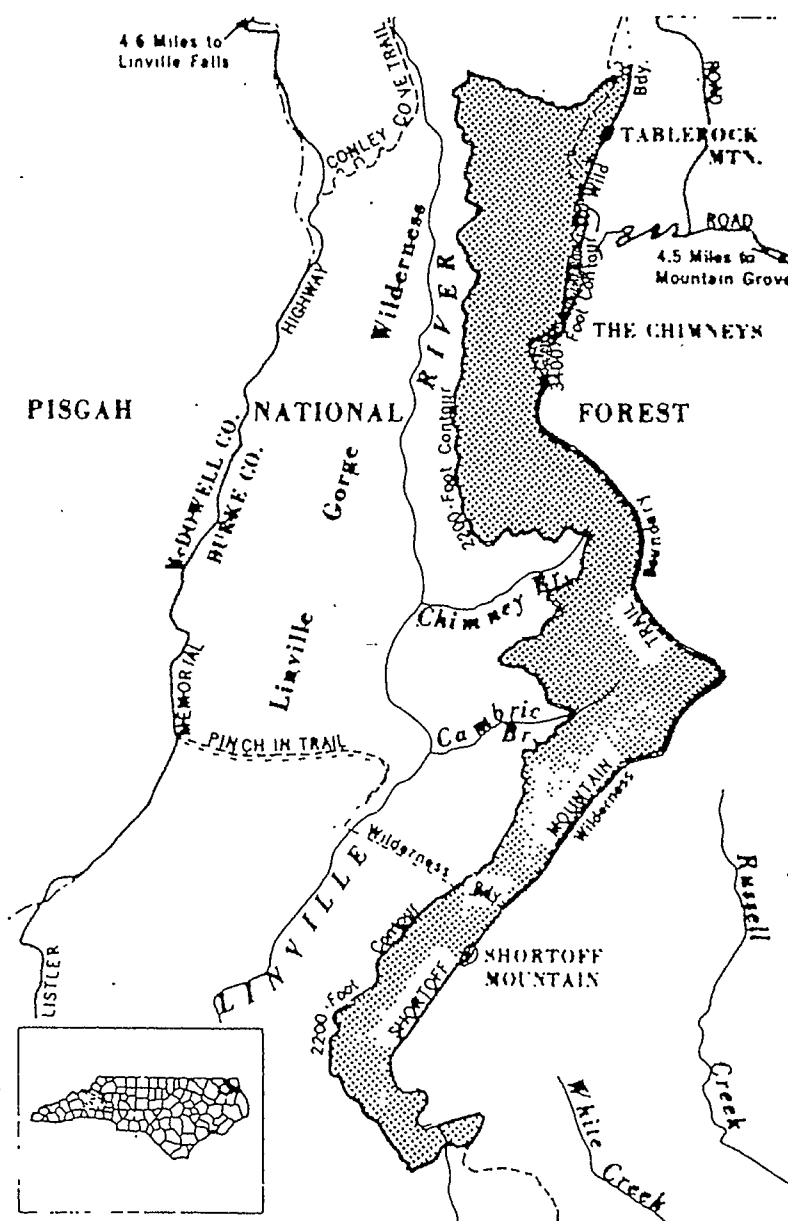 4.6 Miles to
Linville Falls
CONLEY COVE TRAIL
Bdy.
ROAD
TABLEROCK
MTN.
Wild
ROAD
4.5 Miles to
Mountain Grove
HIGHWAY
Wilderness
RIVER
3100
Foot Contour
THE CHIMNEYS
PISGAH NATIONAL FOREST
McDOWELL CO.
BURKE CO.
Gorge
2200-Foot Contour
Boundary
Chimney Br.
TRAIL
Linville
MEMORIAL
Cambric
Br.
PINCH IN TRAIL
MOUNTAIN
Wilderness
Wilderness Bdy.
LINVILLE
Russell
Creek
Contour
2200-Foot
SHORTOFF
SHORTOFF
MOUNTAIN
LISTLER
White
Creek